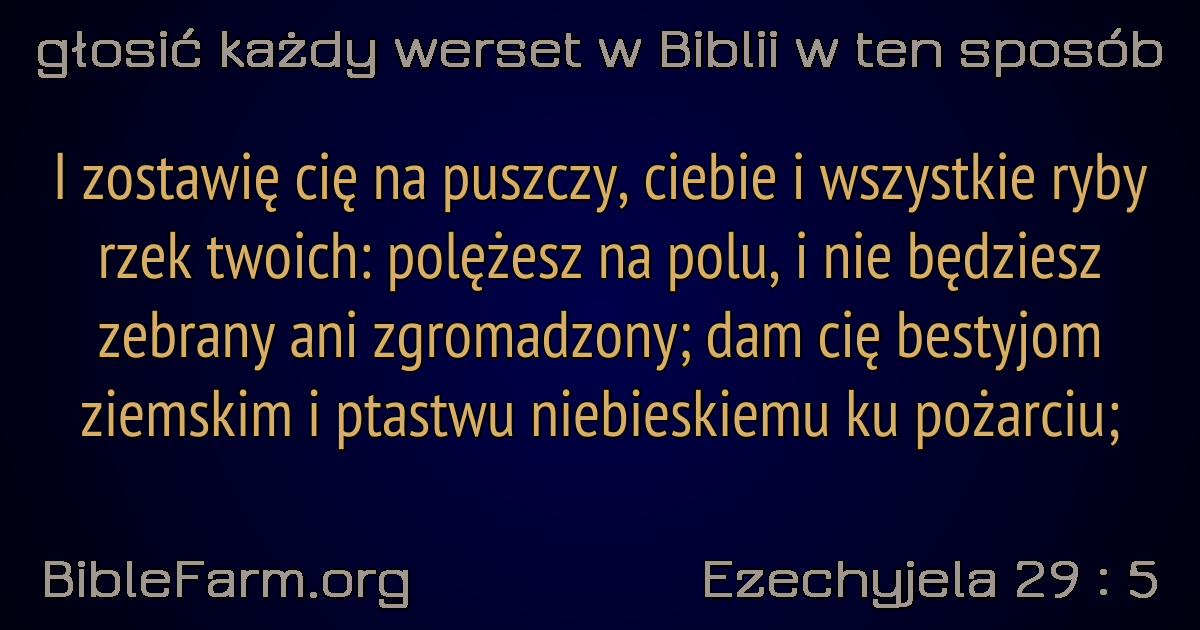 głosić każdy werset w Biblii w ten sposób
I zostawię cię na puszczy, ciebie i wszystkie ryby
rzek twoich: polężesz na polu, i nie będziesz
zebrany ani zgromadzony; dam cię bestyjom
ziemskim i ptastwu niebieskiemu ku pożarciu;
BibleFarm.org
Ezechyjela 29 : 5